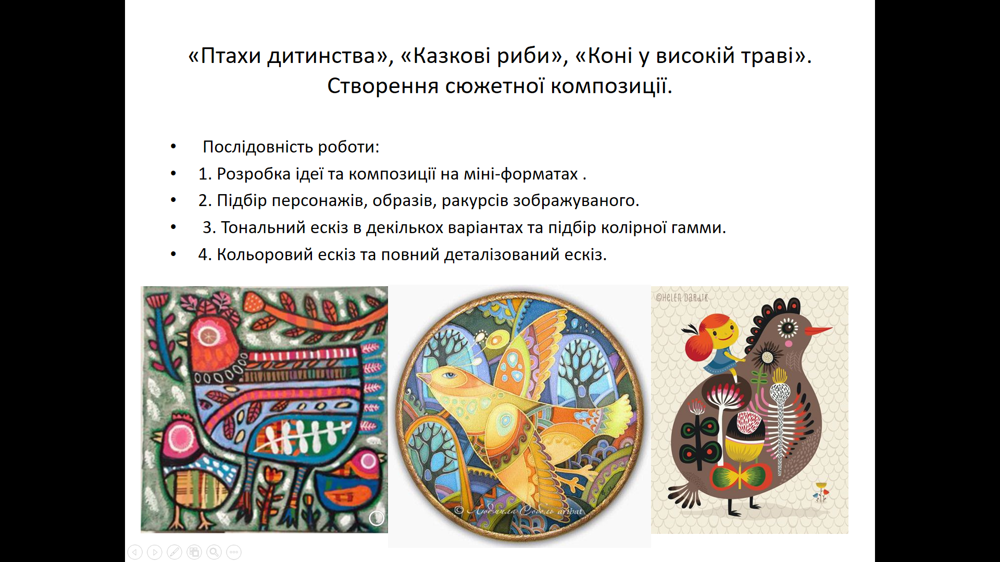 «Птахи дитинства», «Казкові риби», «Коні у високій траві».
Створення сюжетної композиції.
• Послідовність роботи:
• 1. Розробка ідеї та композиції на міні-форматах .
• 2. Підбір персонажів, образів, ракурсів зображуваного.
• 3. Тональний ескіз в декількох варіантах та підбір колірної гамми.
• 4. Кольоровий ескіз та повний деталізований ескіз.
©HELEN DARDIK
© Людмила Соболь artbat